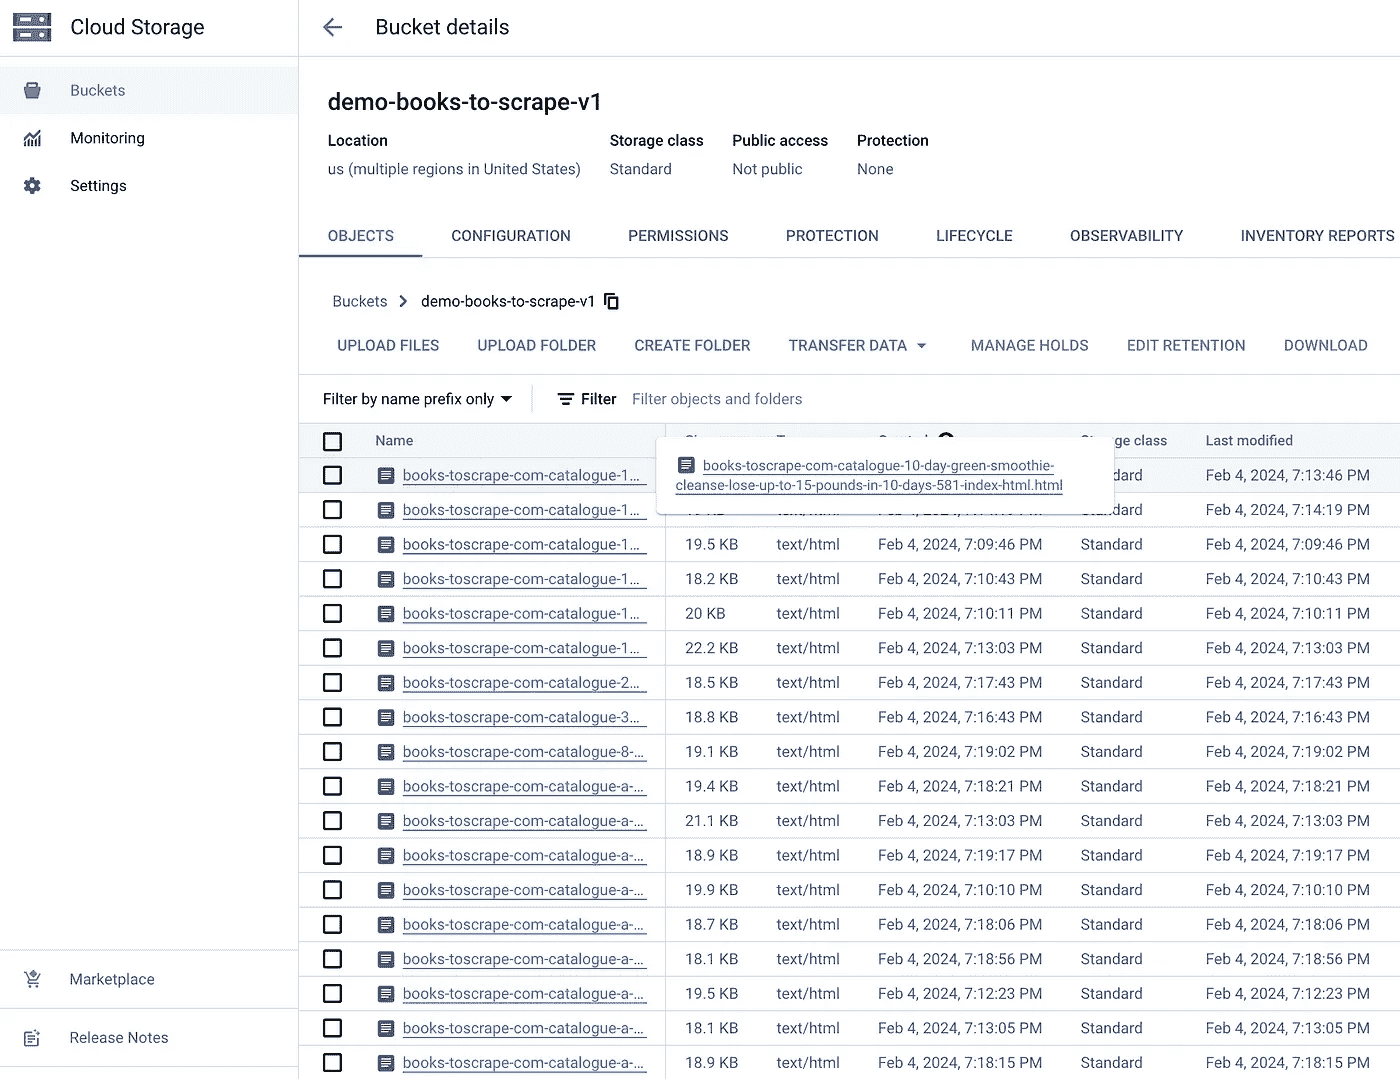 Cloud Storage
Bucket details
Buckets
Monitoring
Settings
demo-books-to-scrape-v1
Location Storage class Public access Protection
us (multiple regions in United States) Standard Not public None
OBJECTS CONFIGURATION PERMISSIONS PROTECTION LIFECYCLE OBSERVABILITY INVENTORY REPORTS
Buckets demo-books-to-scrape-v1
UPLOAD FILES UPLOAD FOLDER CREATE FOLDER TRANSFER DATA MANAGE HOLDS EDIT RETENTION DOWNLOAD
Filter by name prefix only Filter Filter objects and folders
Name class Last modified
books-toscrape-com-catalogue-10-day-green-smoothie-
cleanse-lose-up-to-15-pounds-in-10-days-581-index-html.html
books-toscrape-com-catalogue-1... Feb 4, 2024, 7:13:46 PM
books-toscrape-com-catalogue-1... Feb 4, 2024, 7:14:19 PM
books-toscrape-com-catalogue-1... 19.5 KB text/html Feb 4, 2024, 7:09:46 PM Standard Feb 4, 2024, 7:09:46 PM
books-toscrape-com-catalogue-1... 18.2 KB text/html Feb 4, 2024, 7:10:43 PM Standard Feb 4, 2024, 7:10:43 PM
books-toscrape-com-catalogue-1... 20 KB text/html Feb 4, 2024, 7:10:11 PM Standard Feb 4, 2024, 7:10:11 PM
books-toscrape-com-catalogue-1... 22.2 KB text/html Feb 4, 2024, 7:13:03 PM Standard Feb 4, 2024, 7:13:03 PM
books-toscrape-com-catalogue-2... 18.5 KB text/html Feb 4, 2024, 7:17:43 PM Standard Feb 4, 2024, 7:17:43 PM
books-toscrape-com-catalogue-3... 18.8 KB text/html Feb 4, 2024, 7:16:43 PM Standard Feb 4, 2024, 7:16:43 PM
books-toscrape-com-catalogue-8-... 19.1 KB text/html Feb 4, 2024, 7:19:02 PM Standard Feb 4, 2024, 7:19:02 PM
books-toscrape-com-catalogue-a-... 19.4 KB text/html Feb 4, 2024, 7:18:21 PM Standard Feb 4, 2024, 7:18:21 PM
books-toscrape-com-catalogue-a-... 21.1 KB text/html Feb 4, 2024, 7:13:03 PM Standard Feb 4, 2024, 7:13:03 PM
books-toscrape-com-catalogue-a-... 18.9 KB text/html Feb 4, 2024, 7:19:17 PM Standard Feb 4, 2024, 7:19:17 PM
books-toscrape-com-catalogue-a-... 19.9 KB text/html Feb 4, 2024, 7:10:10 PM Standard Feb 4, 2024, 7:10:10 PM
books-toscrape-com-catalogue-a-... 18.7 KB text/html Feb 4, 2024, 7:18:06 PM Standard Feb 4, 2024, 7:18:06 PM
books-toscrape-com-catalogue-a-... 18.1 KB text/html Feb 4, 2024, 7:18:56 PM Standard Feb 4, 2024, 7:18:56 PM
books-toscrape-com-catalogue-a-... 19.5 KB text/html Feb 4, 2024, 7:12:23 PM Standard Feb 4, 2024, 7:12:23 PM
books-toscrape-com-catalogue-a-... 18.1 KB text/html Feb 4, 2024, 7:13:05 PM Standard Feb 4, 2024, 7:13:05 PM
books-toscrape-com-catalogue-a-... 18.9 KB text/html Feb 4, 2024, 7:18:15 PM Standard Feb 4, 2024, 7:18:15 PM
Marketplace
Release Notes